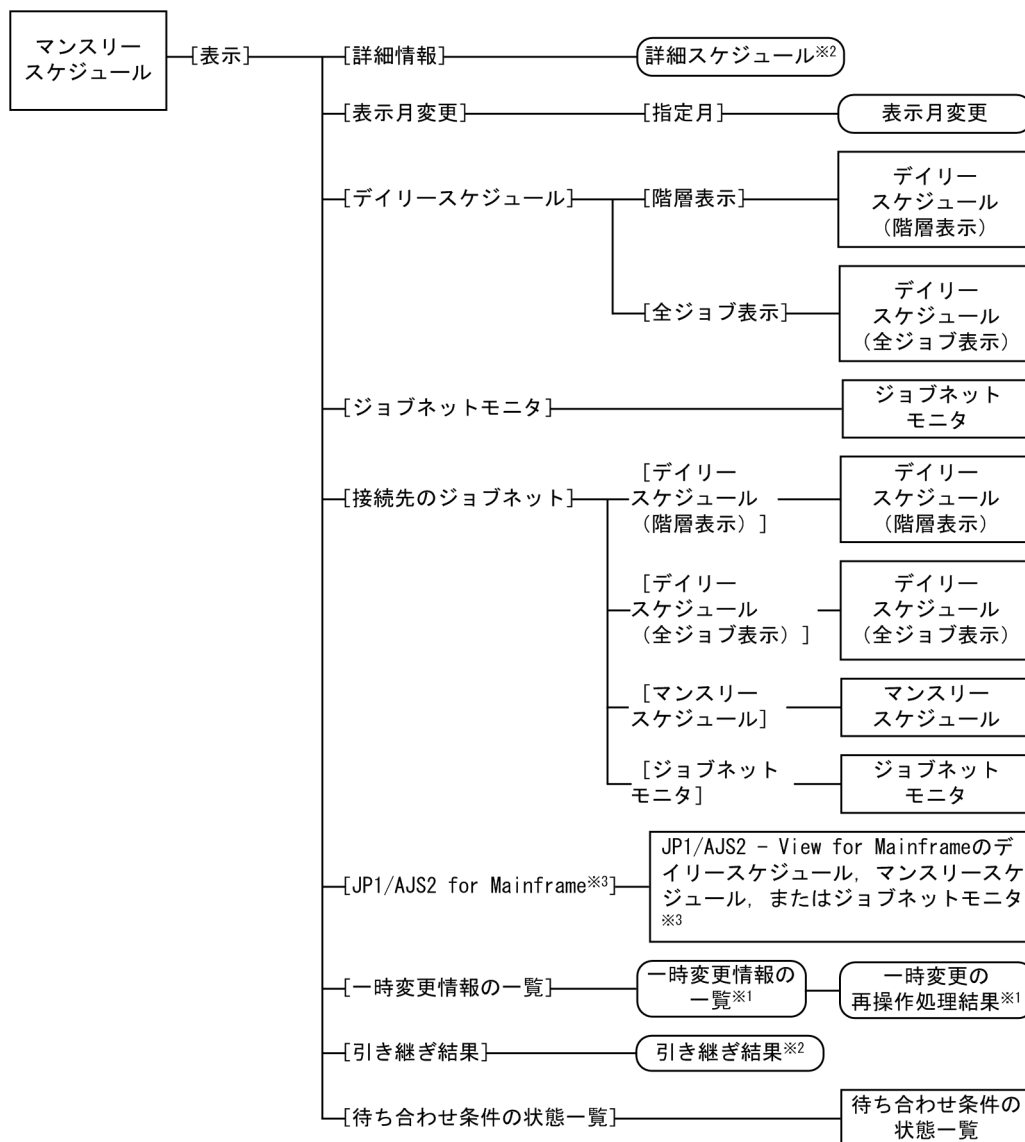 マンスリー
スケジュール
[表示]
[詳細情報]
詳細スケジュール※2
[表示月変更]
[指定月]
表示月変更
[デイリースケジュール]
[階層表示]
デイリー
スケジュール
(階層表示)
[全ジョブ表示]
デイリー
スケジュール
(全ジョブ表示)
[ジョブネットモニタ]
ジョブネット
モニタ
[接続先のジョブネット]
[デイリー
スケジュール
(階層表示)]
デイリー
スケジュール
(階層表示)
[デイリー
スケジュール
(全ジョブ表示)]
デイリー
スケジュール
(全ジョブ表示)
[マンスリー
スケジュール]
マンスリー
スケジュール
[ジョブネット
モニタ]
ジョブネット
モニタ
[JP1/AJS2 for Mainframe※3]
JP1/AJS2 − View for Mainframeのデ
イリースケジュール, マンスリースケ
ジュール, またはジョブネットモニタ
※3
[一時変更情報の一覧]
一時変更情報の
一覧※1
一時変更の
再操作処理結果※1
[引き継ぎ結果]
引き継ぎ結果※2
[待ち合わせ条件の状態一覧]
待ち合わせ条件の
状態一覧